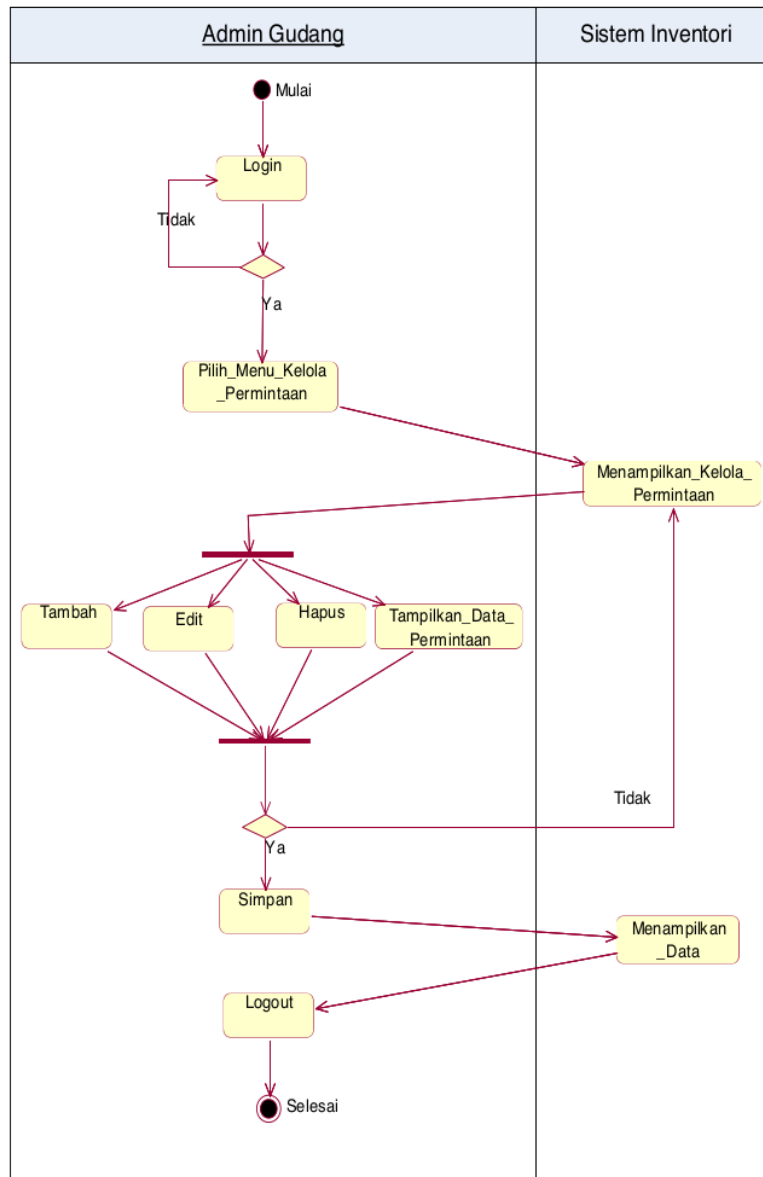 Admin Gudang
Sistem Inventori
Mulai
Login
Tidak
Ya
Pilih_Menu_Kelola
_Permintaan
Menampilkan_Kelola_
Permintaan
Tambah
Edit
Hapus
Tampilkan_Data_
Permintaan
Tidak
Ya
Simpan
Menampilkan
_Data
Logout
Selesai